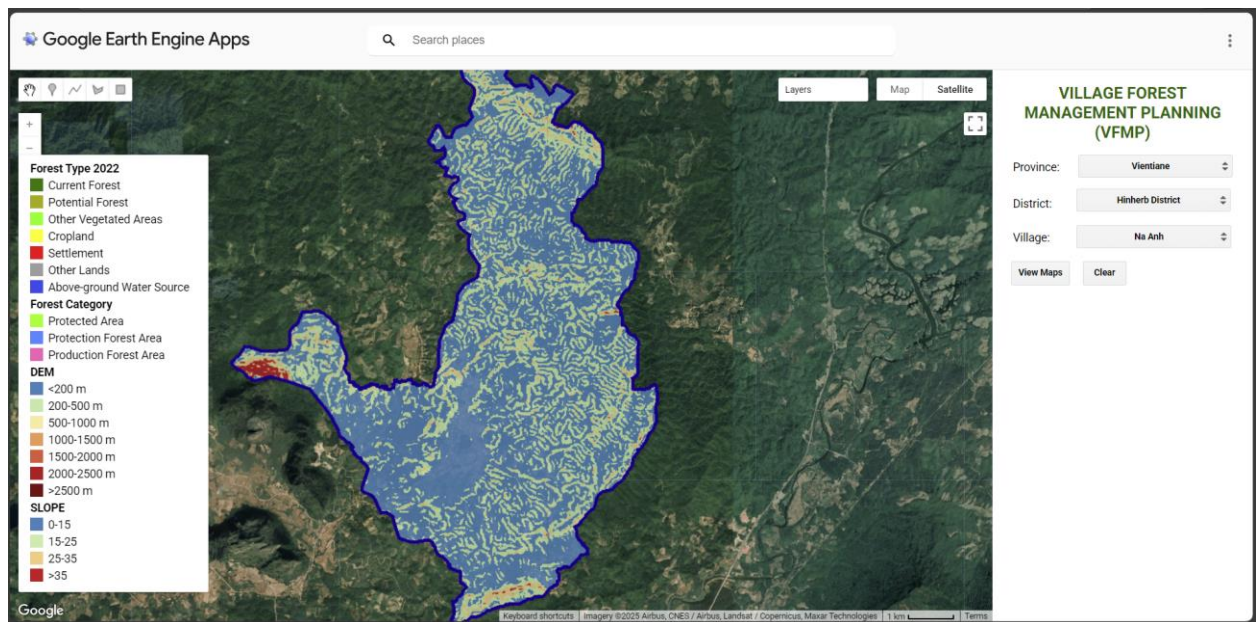 Google Earth Engine Apps
Search places
Layers
Map
Satellite
+
−
Forest Type 2022
Current Forest
Potential Forest
Other Vegetated Areas
Cropland
Settlement
Other Lands
Above-ground Water Source
Forest Category
Protected Area
Protection Forest Area
Production Forest Area
DEM
<200 m
200-500 m
500-1000 m
1000-1500 m
1500-2000 m
2000-2500 m
>2500 m
SLOPE
0-15
15-25
25-35
>35
Google
Keyboard shortcuts
Imagery ©2025 Airbus, CNES / Airbus, Landsat / Copernicus, Maxar Technologies
1 km
Terms
VILLAGE FOREST
MANAGEMENT PLANNING
(VFMP)
Province: Vientiane
District: Hinherb District
Village: Na Anh
View Maps
Clear